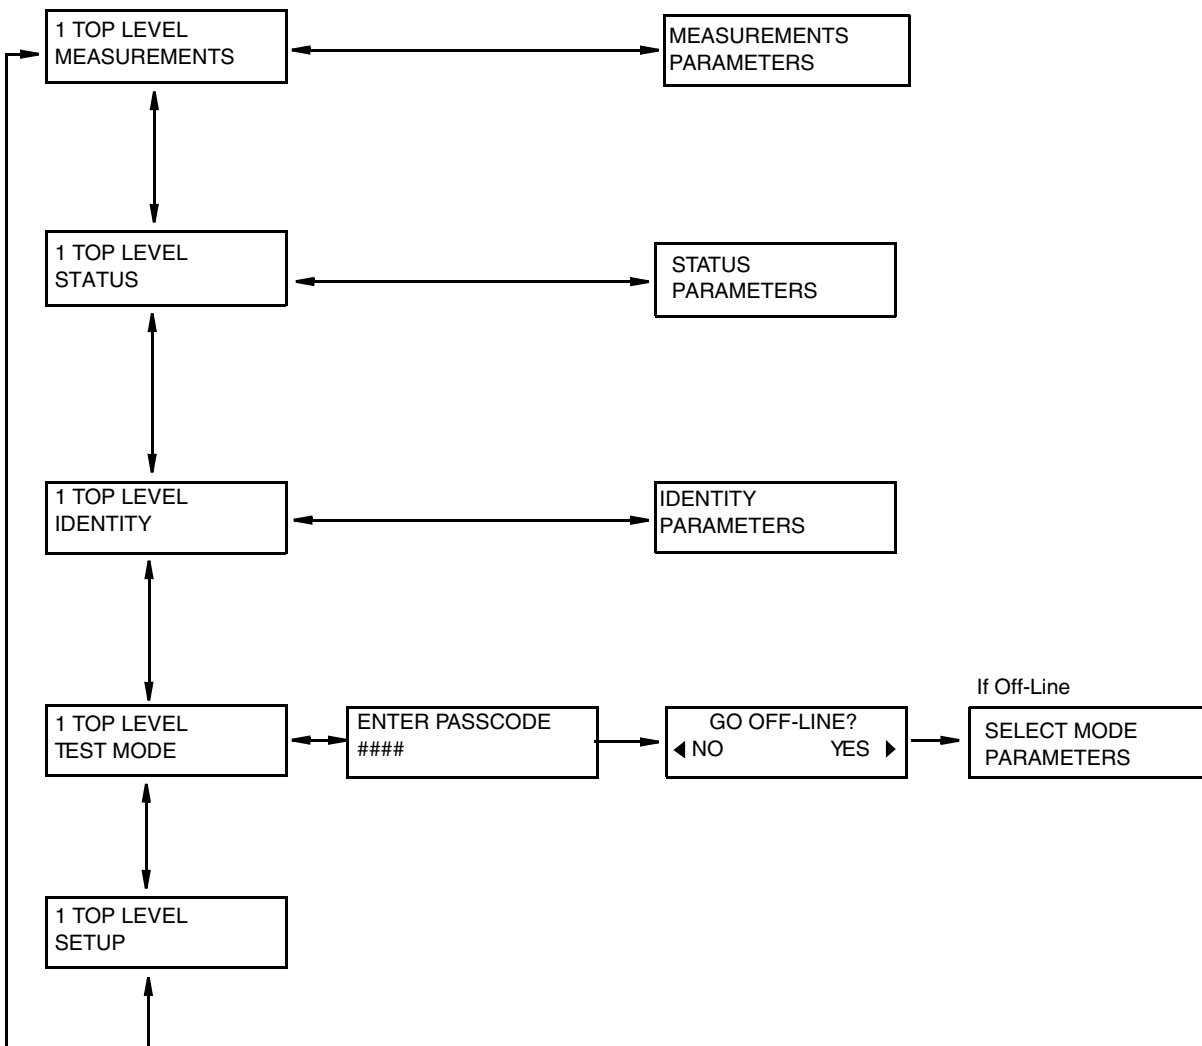 1 TOP LEVEL
MEASUREMENTS
MEASUREMENTS
PARAMETERS
1 TOP LEVEL
STATUS
STATUS
PARAMETERS
1 TOP LEVEL
IDENTITY
IDENTITY
PARAMETERS
1 TOP LEVEL
TEST MODE
ENTER PASSCODE
####
GO OFF-LINE?
NO YES
If Off-Line
SELECT MODE
PARAMETERS
1 TOP LEVEL
SETUP